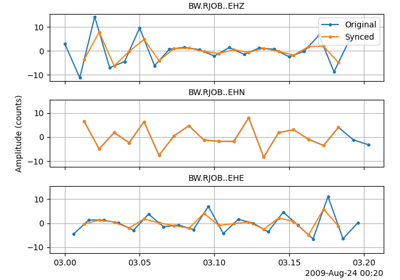 BW.RJOB..EHZ
10
0
−10
Original
Synced
BW.RJOB..EHN
Amplitude (counts)
10
0
−10
BW.RJOB..EHE
10
0
−10
03.00
03.05
03.10
03.15
03.20
2009-Aug-24 00:20